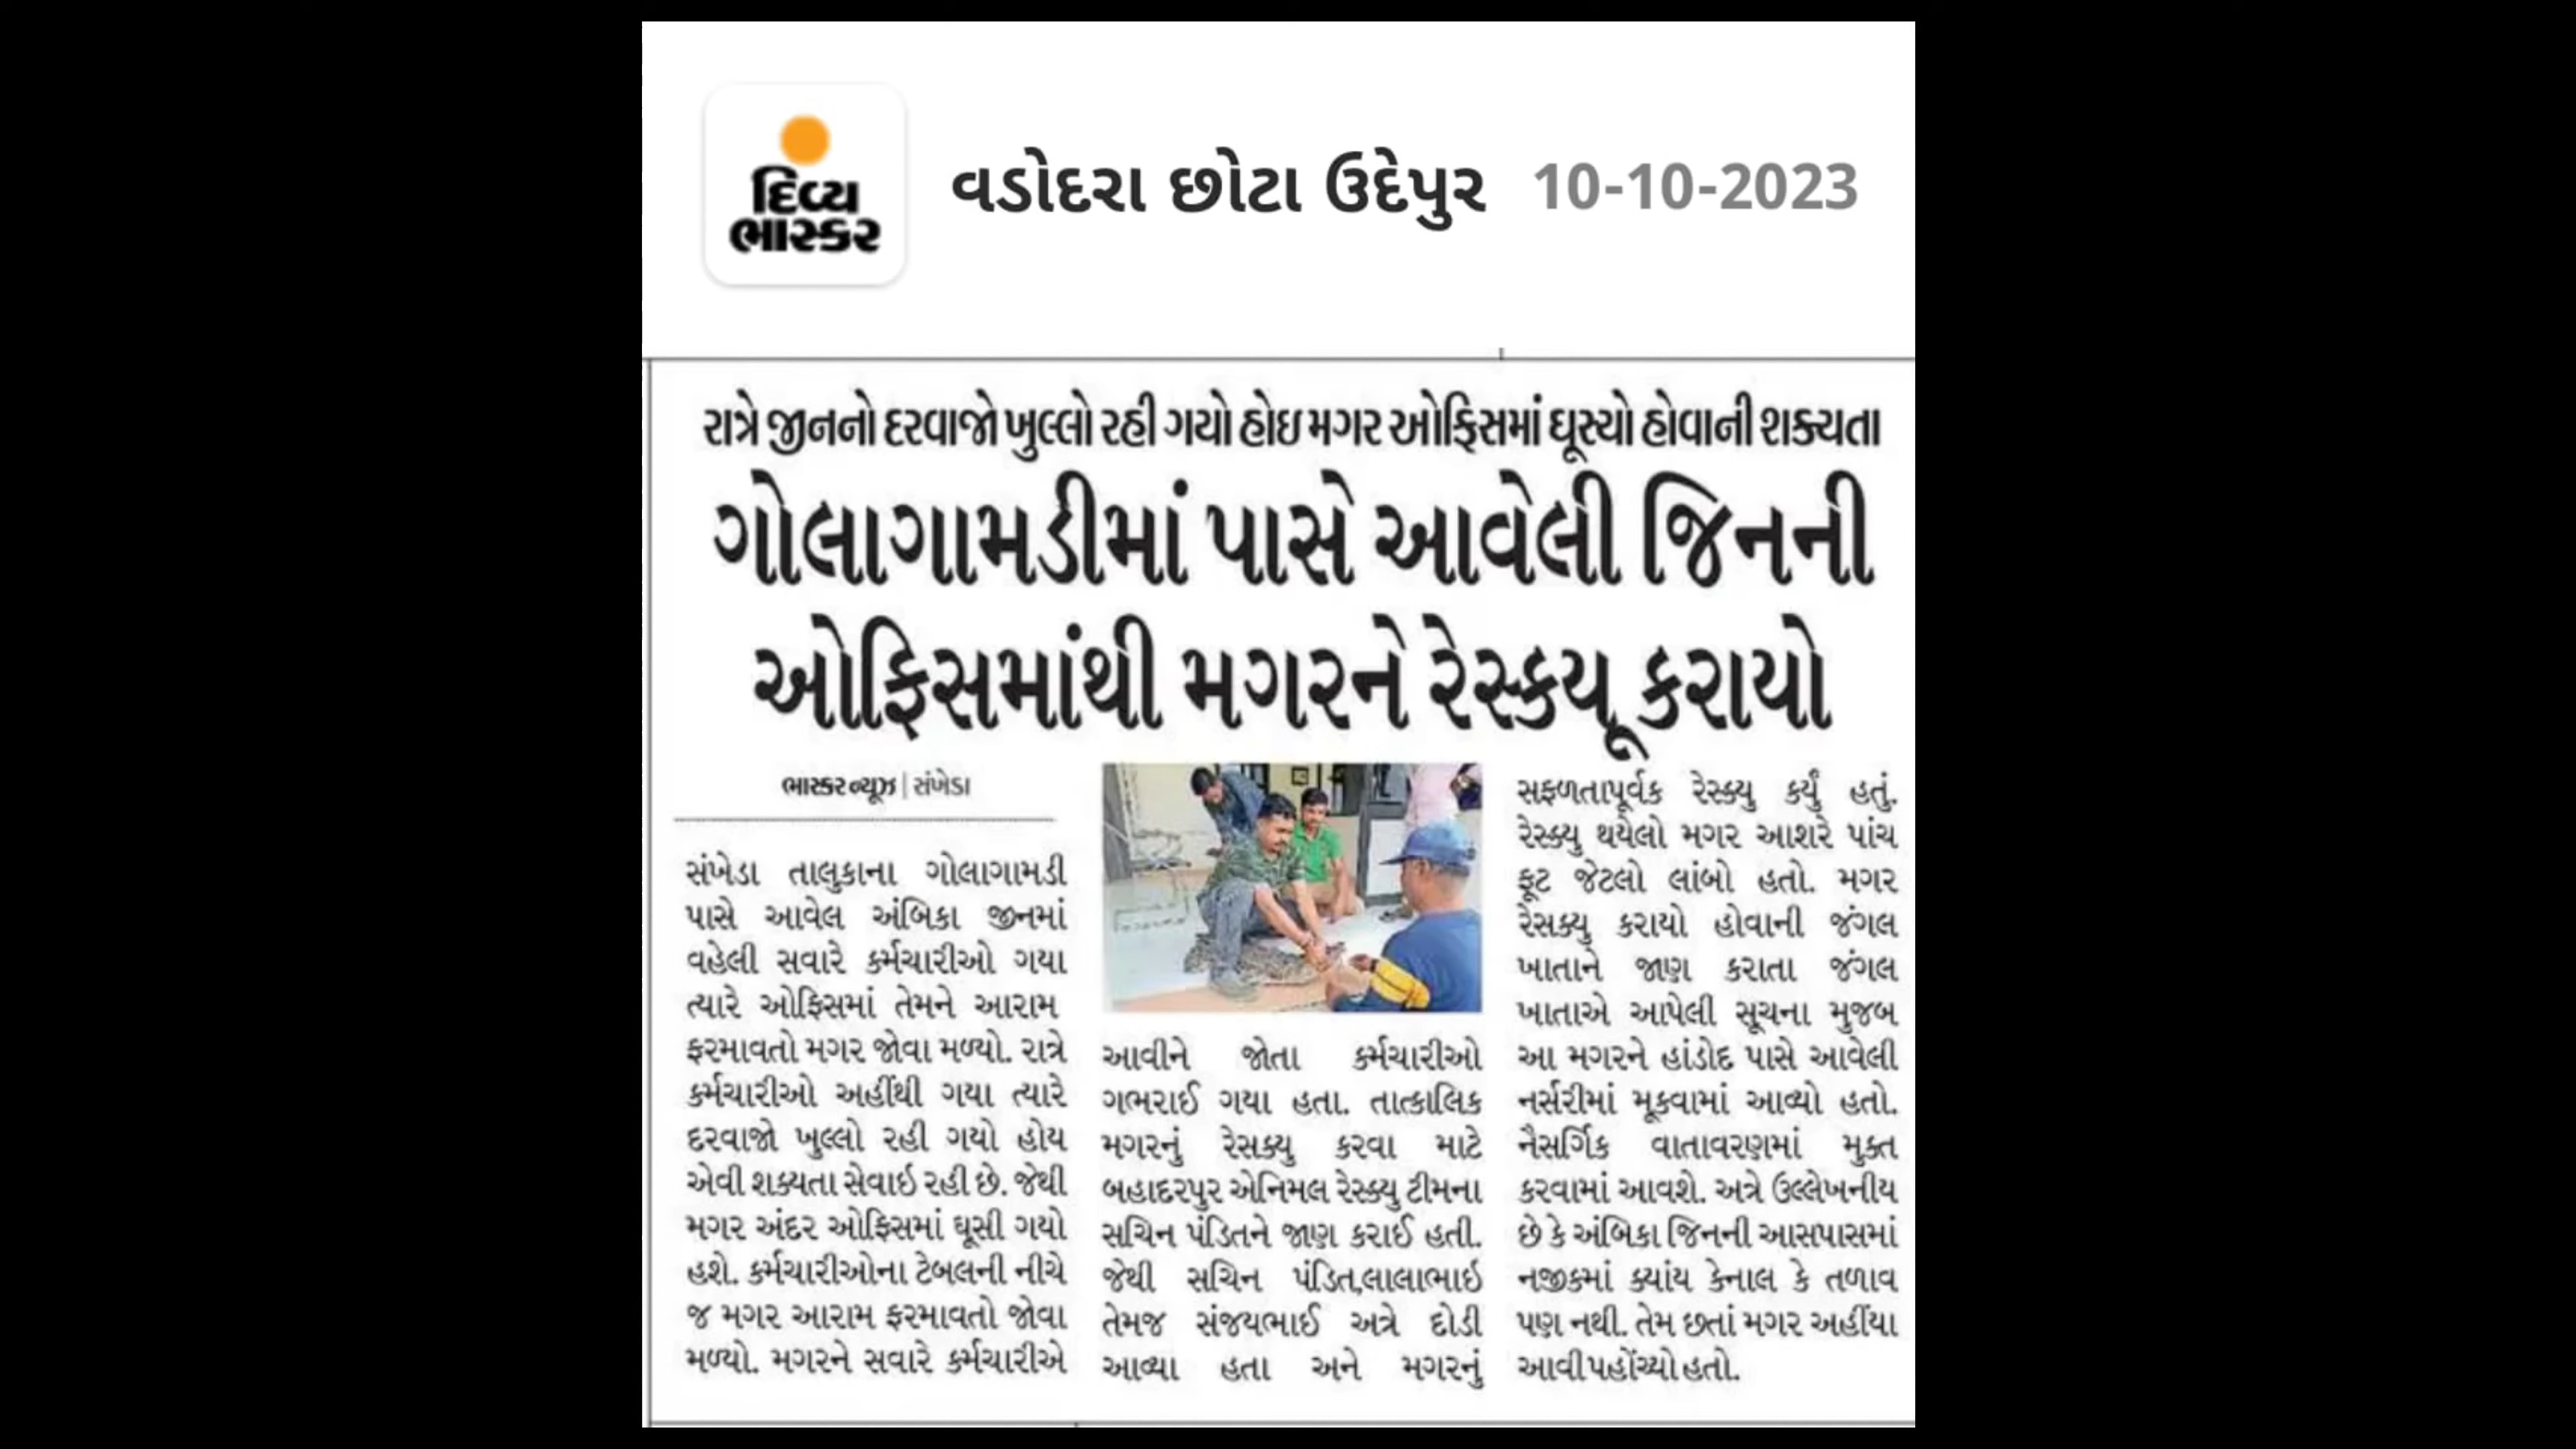 દિવ્ય
ભાસ્કર
વડોદરા છોટા ઉદેપુર 10-10-2023
રાત્રે જીનનો દરવાજો ખુલ્લો રહી ગયો હોઇ મગર ઓફિસમાં ઘૂસ્યો હોવાની શક્યતા
ગોલાગામડીમાં પાસે આવેલી જિનની
ઓફિસમાંથી મગરને રેસ્ક્યૂ કરાયો
ભાસ્કર ન્યૂઝ | સંખેડા
સંખેડા તાલુકાના ગોલાગામડી
પાસે આવેલ અંબિકા જીનમાં
વહેલી સવારે કર્મચારીઓ ગયા
ત્યારે ઓફિસમાં તેમને આરામ
ફરમાવતો મગર જોવા મળ્યો. રાત્રે
કર્મચારીઓ અહીંથી ગયા ત્યારે
દરવાજો ખુલ્લો રહી ગયો હોય
એવી શક્યતા સેવાઇ રહી છે. જેથી
મગર અંદર ઓફિસમાં ઘૂસી ગયો
હશે. કર્મચારીઓના ટેબલની નીચે
જ મગર આરામ ફરમાવતો જોવા
મળ્યો. મગરને સવારે કર્મચારીએ
આવીને જોતા કર્મચારીઓ
ગભરાઈ ગયા હતા. તાત્કાલિક
મગરનું રેસક્યુ કરવા માટે
બહાદરપુર એનિમલ રેસ્ક્યુ ટીમના
સચિન પંડિતને જાણ કરાઈ હતી.
જેથી સચિન પંડિત,લાલાભાઇ
તેમજ સંજયભાઈ અત્રે દોડી
આવ્યા હતા અને મગરનું
સફળતાપૂર્વક રેસ્ક્યુ કર્યું હતું.
રેસ્ક્યુ થયેલો મગર આશરે પાંચ
ફૂટ જેટલો લાંબો હતો. મગર
રેસક્યુ કરાયો હોવાની જંગલ
ખાતાને જાણ કરાતા જંગલ
ખાતાએ આપેલી સૂચના મુજબ
આ મગરને હાંડોદ પાસે આવેલી
નર્સરીમાં મૂકવામાં આવ્યો હતો.
નૈસર્ગિક વાતાવરણમાં મુક્ત
કરવામાં આવશે. અત્રે ઉલ્લેખનીય
છે કે અંબિકા જિનની આસપાસમાં
નજીકમાં ક્યાંય કેનાલ કે તળાવ
પણ નથી. તેમ છતાં મગર અહીંયા
આવી પહોંચ્યો હતો.